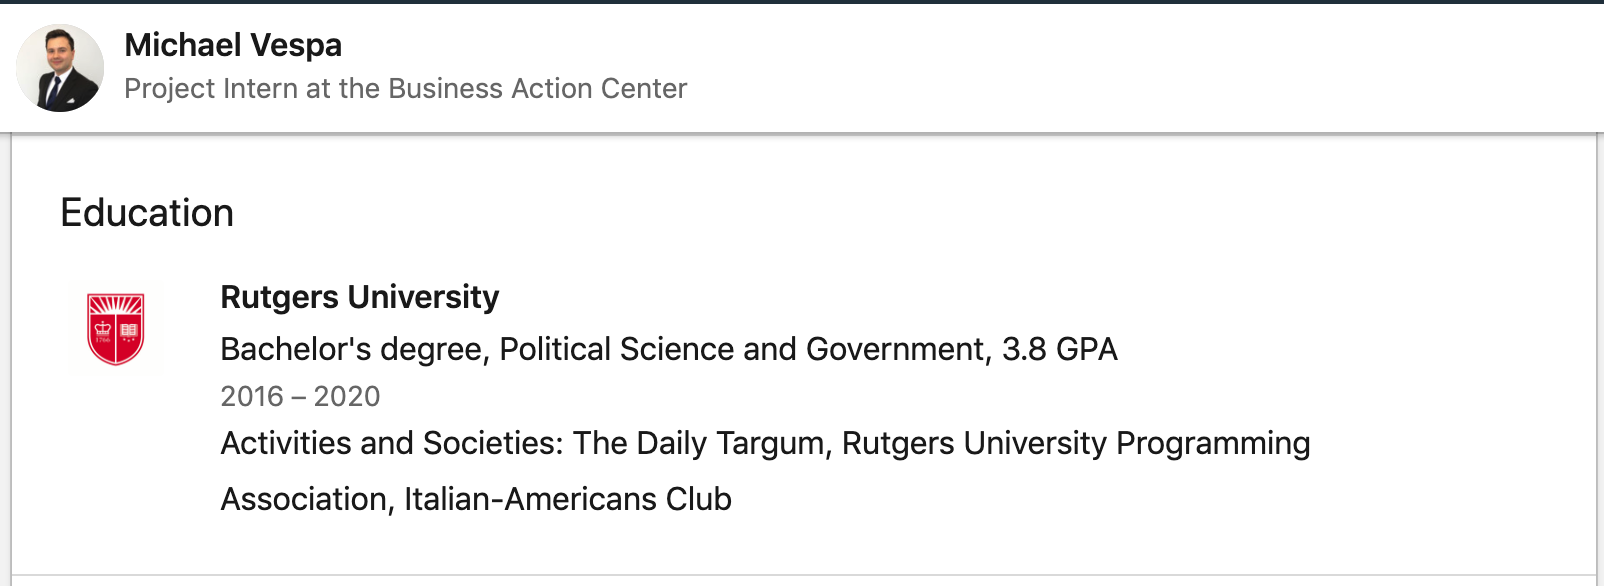 Michael Vespa
Project Intern at the Business Action Center
Education
Rutgers University
Bachelor's degree, Political Science and Government, 3.8 GPA
2016 – 2020
Activities and Societies: The Daily Targum, Rutgers University Programming
Association, Italian-Americans Club
1766